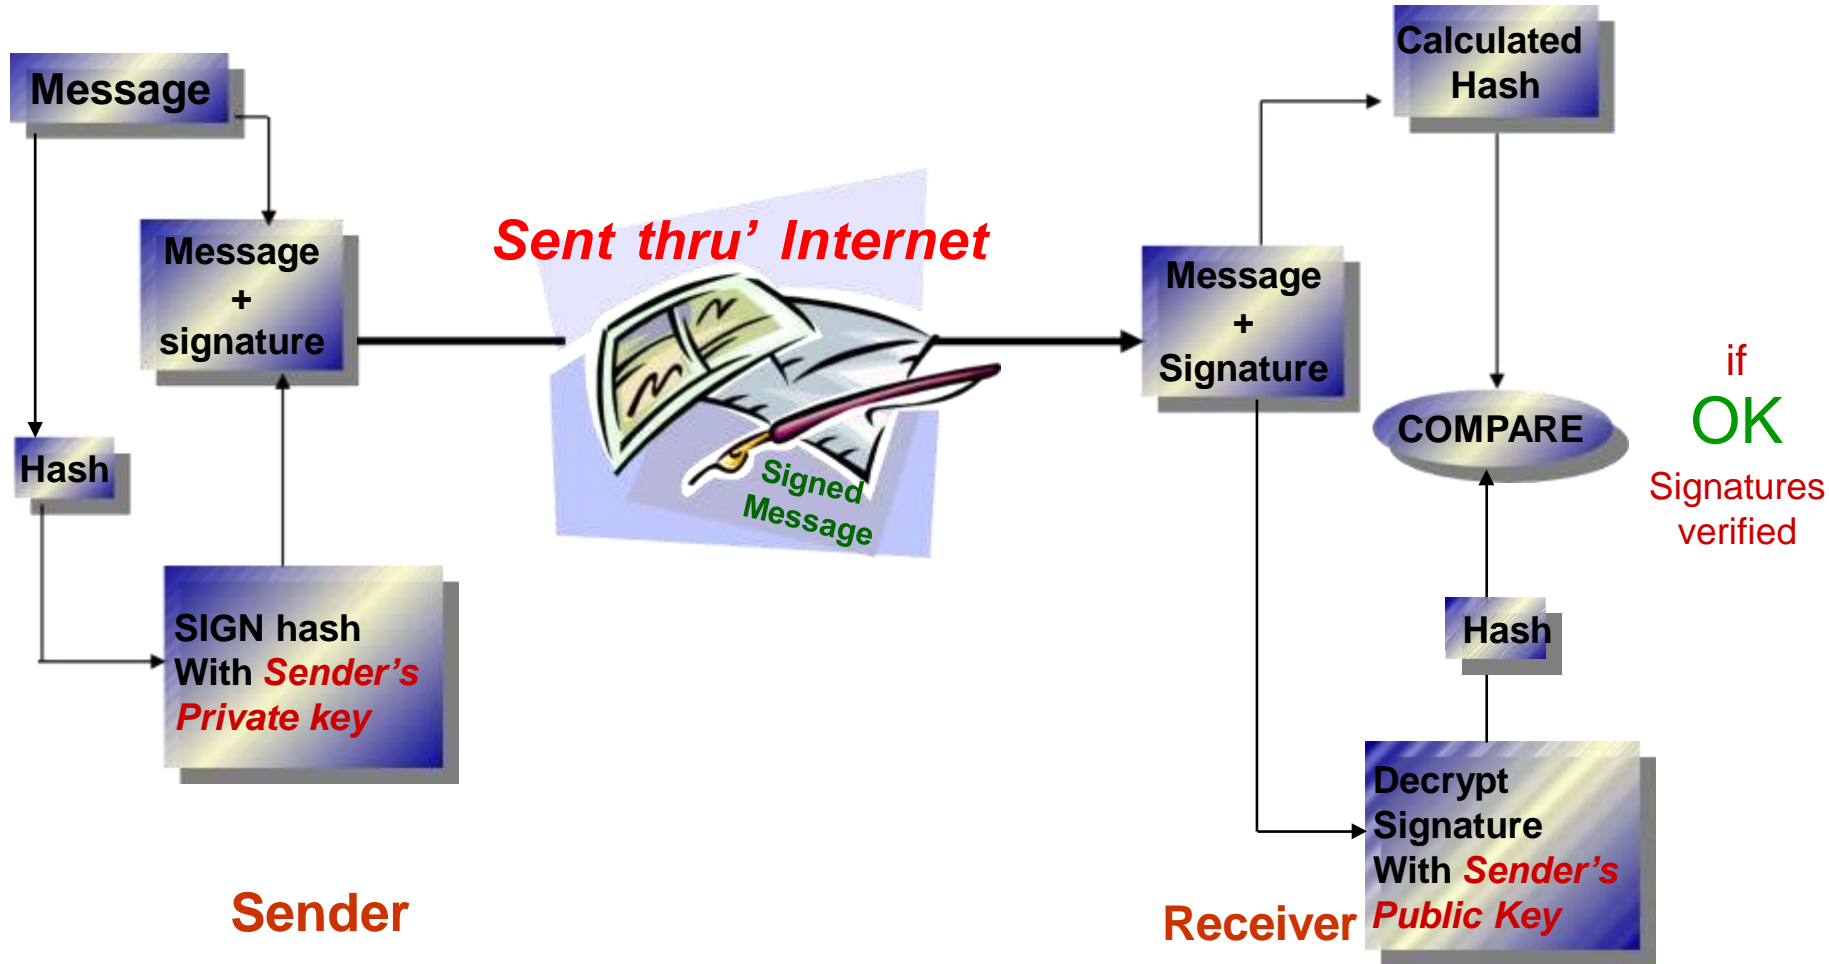 Message
Message
+
signature
Hash
SIGN hash
With Sender’s
Private key
Sender
Sent thru’ Internet
Signed
Message
Message
+
Signature
Calculated
Hash
COMPARE
if
OK
Signatures
verified
Hash
Decrypt
Signature
With Sender’s
Public Key
Receiver